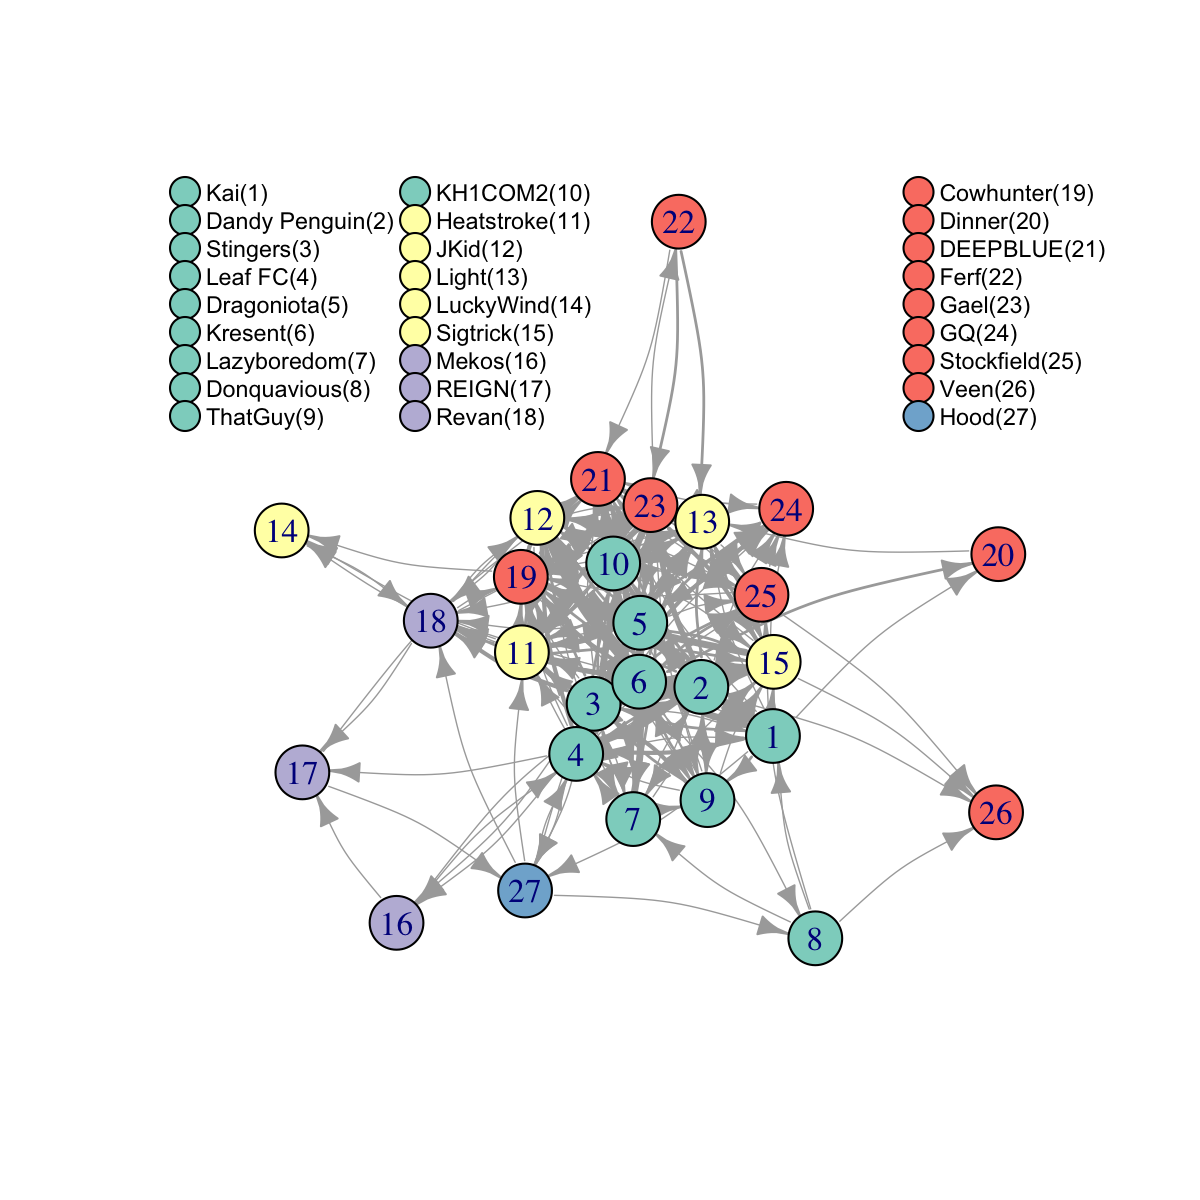 Kai(1)
Dandy Penguin(2)
Stingers(3)
Leaf FC(4)
Dragoniota(5)
Kresent(6)
Lazyboredom(7)
Donquavious(8)
ThatGuy(9)
KH1COM2(10)
Heatstroke(11)
JKid(12)
Light(13)
LuckyWind(14)
Sigtrick(15)
Mekos(16)
REIGN(17)
Revan(18)
Cowhunter(19)
Dinner(20)
DEEPBLUE(21)
Ferf(22)
Gael(23)
GQ(24)
Stockfield(25)
Veen(26)
Hood(27)
22
21
23
13
24
12
14
10
20
19
25
18
5
11
15
6
2
3
1
4
17
9
26
7
27
16
8